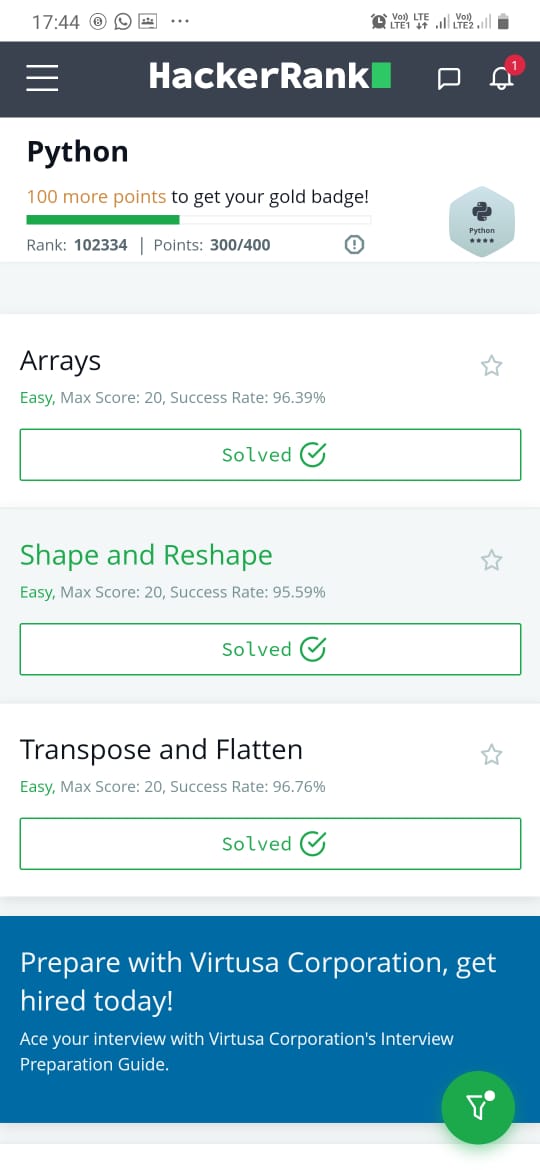 17:44
Vo) LTE Vo)
LTE1 LTE2
HackerRank
1
Python
100 more points to get your gold badge!
Python
Rank: 102334 | Points: 300/400
Arrays
Easy, Max Score: 20, Success Rate: 96.39%
Solved
Shape and Reshape
Easy, Max Score: 20, Success Rate: 95.59%
Solved
Transpose and Flatten
Easy, Max Score: 20, Success Rate: 96.76%
Solved
Prepare with Virtusa Corporation, get
hired today!
Ace your interview with Virtusa Corporation's Interview
Preparation Guide.